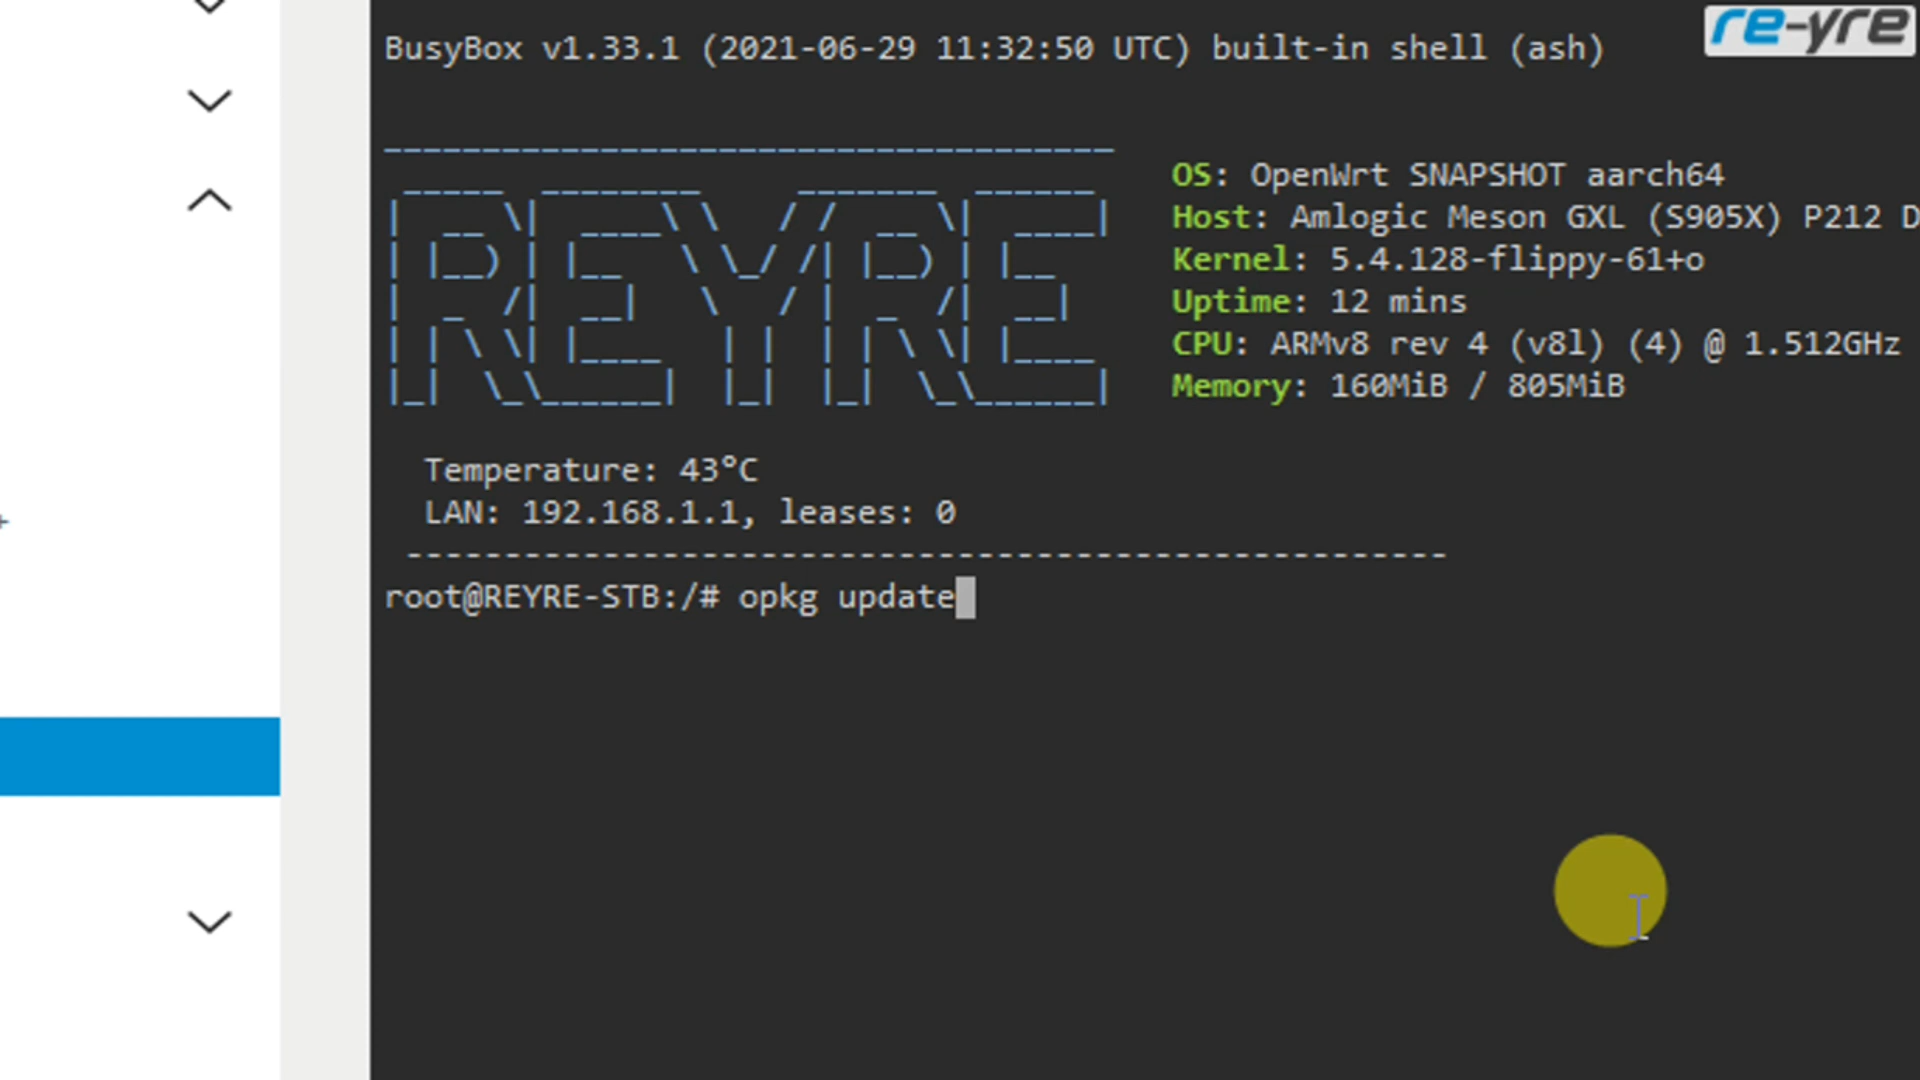 re-yre
BusyBox v1.33.1 (2021-06-29 11:32:50 UTC) built-in shell (ash)
REYRE
OS: OpenWrt SNAPSHOT aarch64
Host: Amlogic Meson GXL (S905X) P212 D
Kernel: 5.4.128-flippy-61+o
Uptime: 12 mins
CPU: ARMv8 rev 4 (v8l) (4) @ 1.512GHz
Memory: 160MiB / 805MiB
Temperature: 43°C
LAN: 192.168.1.1, leases: 0
-----------------------------------------------------
root@REYRE-STB:/# opkg update